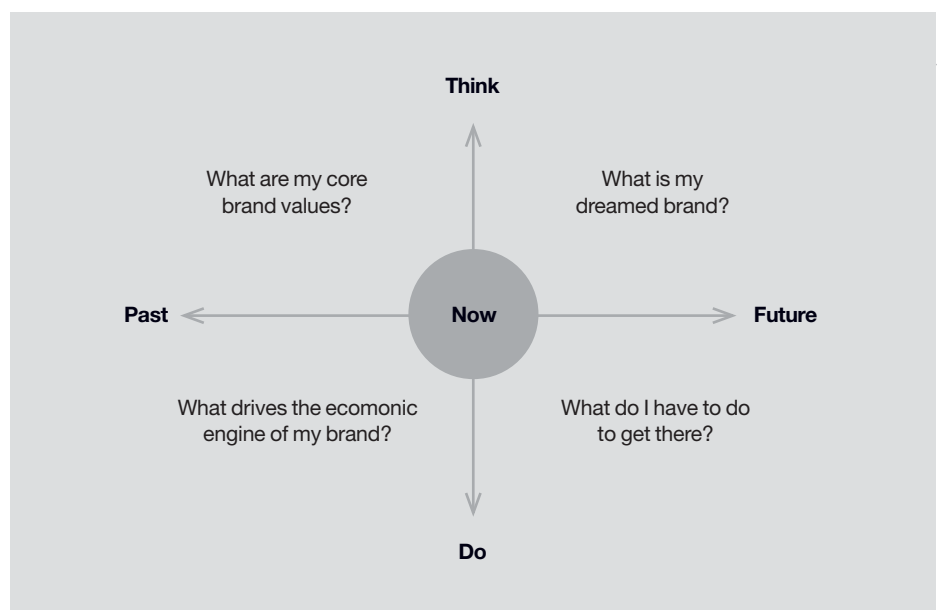 Think
What are my core
brand values?
What is my
dreamed brand?
Past
Now
Future
What drives the ecomonic
engine of my brand?
What do I have to do
to get there?
Do